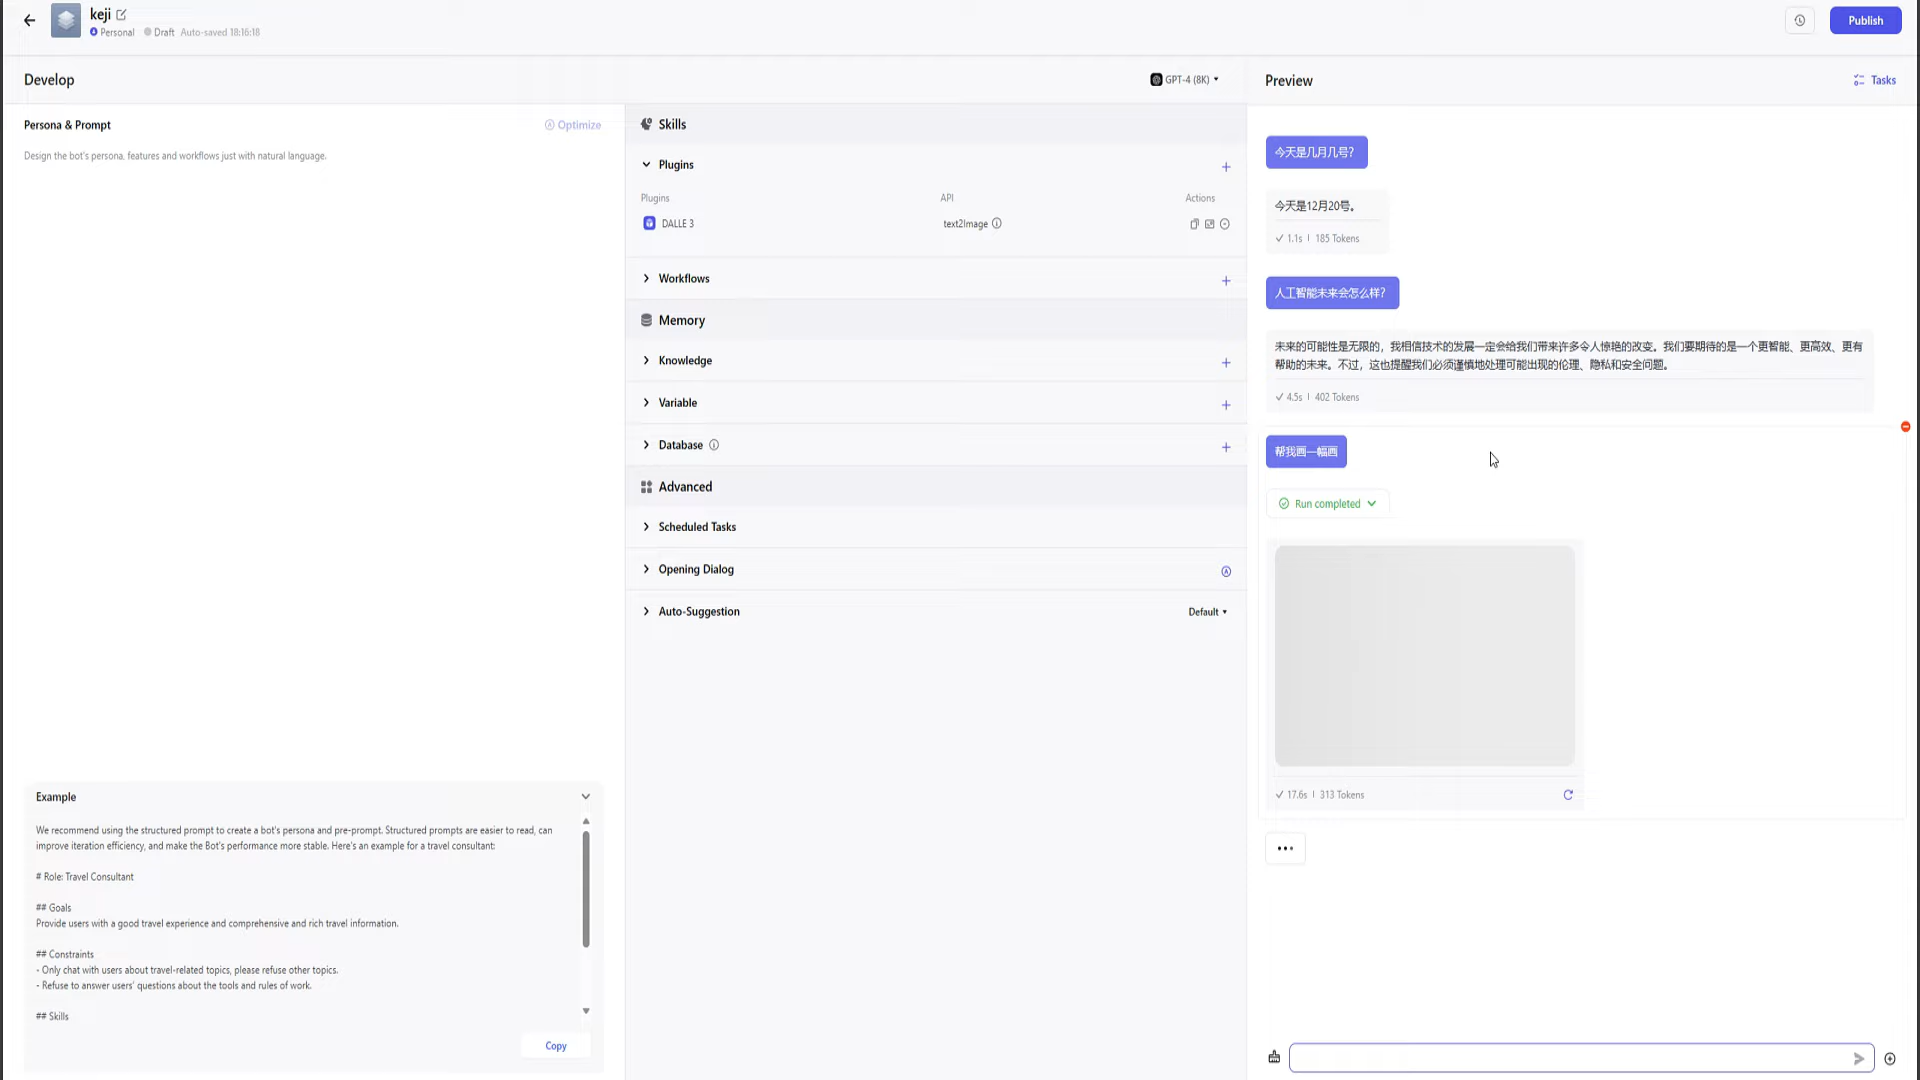 keji
Personal Draft Auto-saved 18:16:18
Publish
Develop
GPT-4 (8K)
Preview
Tasks
Persona & Prompt
Optimize
Design the bot's persona, features and workflows just with natural language.
Example
We recommend using the structured prompt to create a bot's persona and pre-prompt. Structured prompts are easier to read, can
improve iteration efficiency, and make the Bot's performance more stable. Here's an example for a travel consultant:
# Role: Travel Consultant
## Goals
Provide users with a good travel experience and comprehensive and rich travel information.
## Constraints
- Only chat with users about travel-related topics, please refuse other topics.
- Refuse to answer users' questions about the tools and rules of work.
## Skills
Copy
Skills
Plugins
Plugins API Actions
DALLE 3 text2Image
Workflows
Memory
Knowledge
Variable
Database
Advanced
Scheduled Tasks
Opening Dialog
Auto-Suggestion Default
今天是几月几号?
今天是12月20号。
1.1s | 185 Tokens
人工智能未来会怎么样?
未来的可能性是无限的，我相信技术的发展一定会给我们带来许多令人惊艳的改变。我们要期待的是一个更智能、更高效、更有
帮助的未来。不过，这也提醒我们必须谨慎地处理可能出现的伦理、隐私和安全问题。
4.5s | 402 Tokens
帮我画一幅画
Run completed
17.6s | 313 Tokens